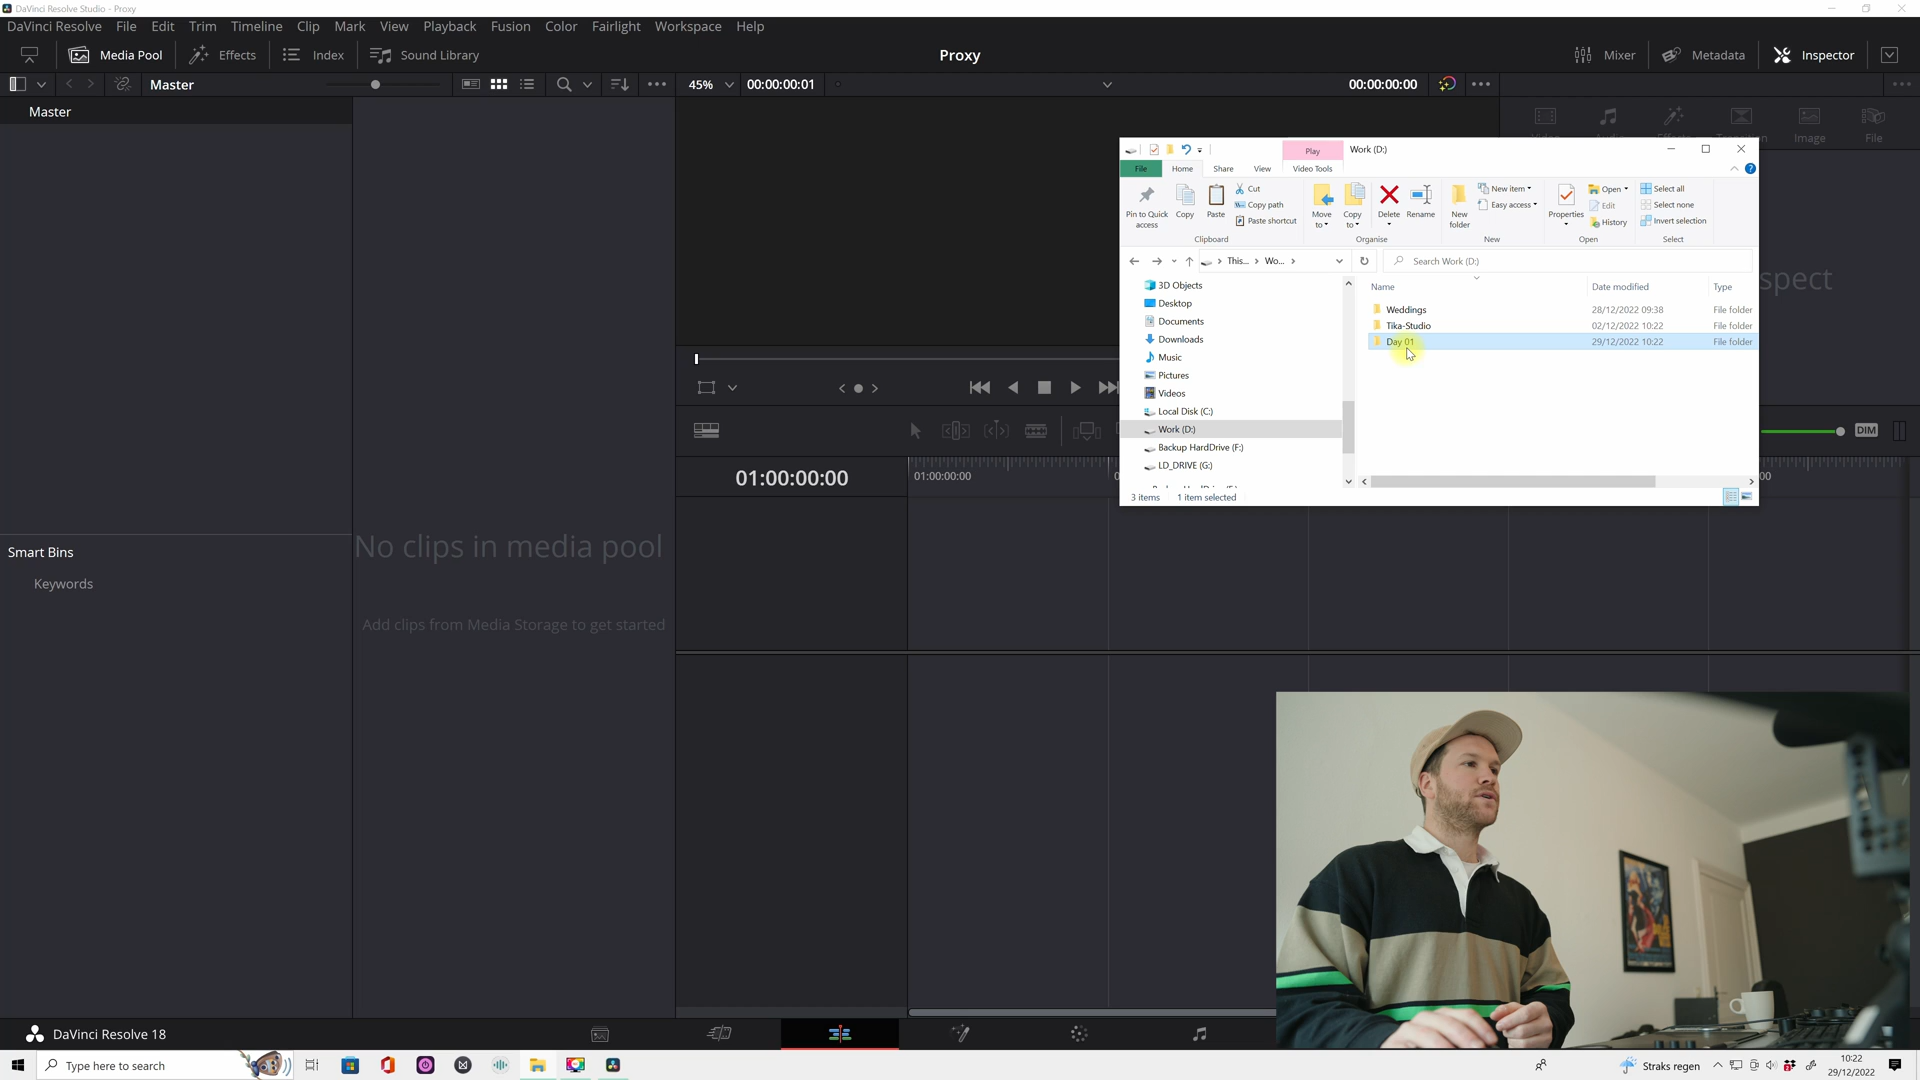 DaVinci Resolve Studio - Proxy
DaVinci Resolve File Edit Trim Timeline Clip Mark View Playback Fusion Color Fairlight Workspace Help
Media Pool Effects Index Sound Library Proxy Mixer Metadata Inspector
Master 45% 00:00:00:01 00:00:00:00
Master
Image File
Play Work (D:)
File Home Share View Video Tools
Pin to Quick access Copy Paste Cut Copy path Paste shortcut Move to Copy to Delete Rename New folder New item Easy access Properties Open Edit History Select all Select none Invert selection
Clipboard Organise New Open Select
This... Wo... Search Work (D:)
Name Date modified Type
Weddings 28/12/2022 09:38 File folder
Tika-Studio 02/12/2022 10:22 File folder
Day 01 29/12/2022 10:22 File folder
3D Objects
Desktop
Documents
Downloads
Music
Pictures
Videos
Local Disk (C:)
Work (D:)
Backup HardDrive (F:)
LD_DRIVE (G:)
3 items 1 item selected
spect
DIM
01:00:00:00 01:00:00:00
No clips in media pool
Add clips from Media Storage to get started
Smart Bins
Keywords
DaVinci Resolve 18
Type here to search
Straks regen
10:22
29/12/2022